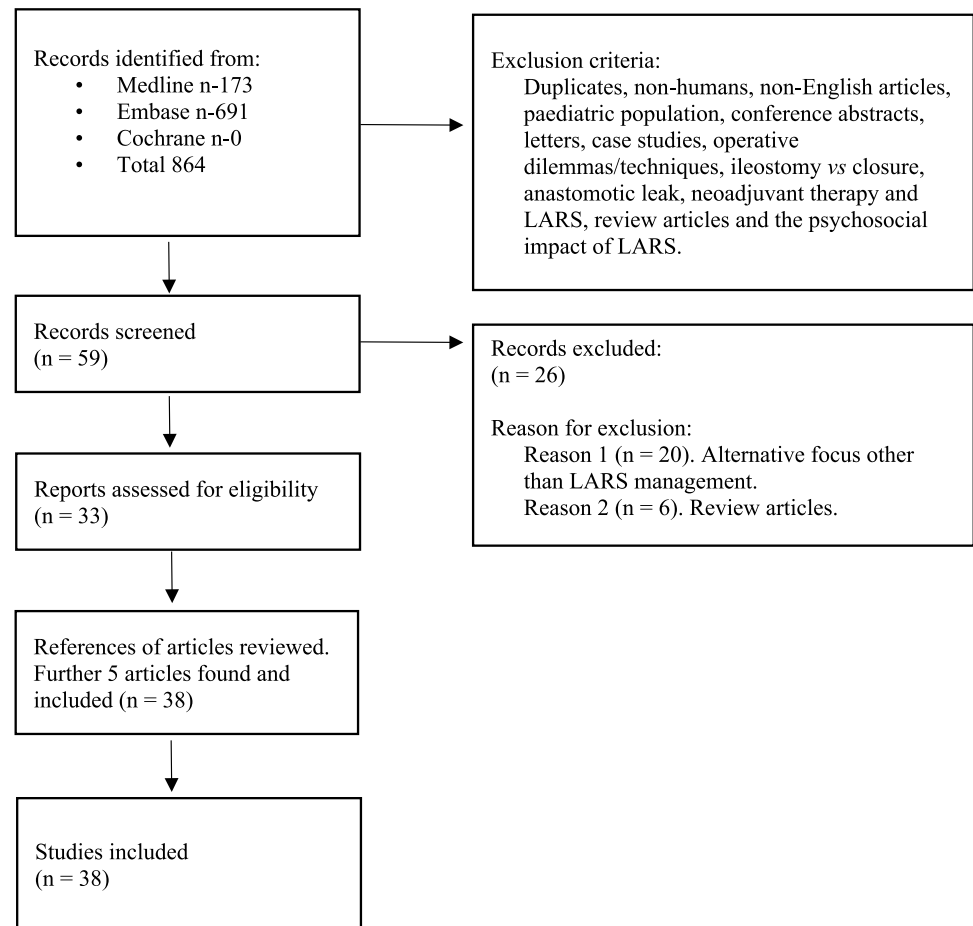 Records identified from:
• Medline n-173
• Embase n-691
• Cochrane n-0
• Total 864
Exclusion criteria:
Duplicates, non-humans, non-English articles,
paediatric population, conference abstracts,
letters, case studies, operative
dilemmas/techniques, ileostomy vs closure,
anastomotic leak, neoadjuvant therapy and
LARS, review articles and the psychosocial
impact of LARS.
Records screened
(n = 59)
Records excluded:
(n = 26)
Reason for exclusion:
Reason 1 (n = 20). Alternative focus other
than LARS management.
Reason 2 (n = 6). Review articles.
Reports assessed for eligibility
(n = 33)
References of articles reviewed.
Further 5 articles found and
included (n = 38)
Studies included
(n = 38)